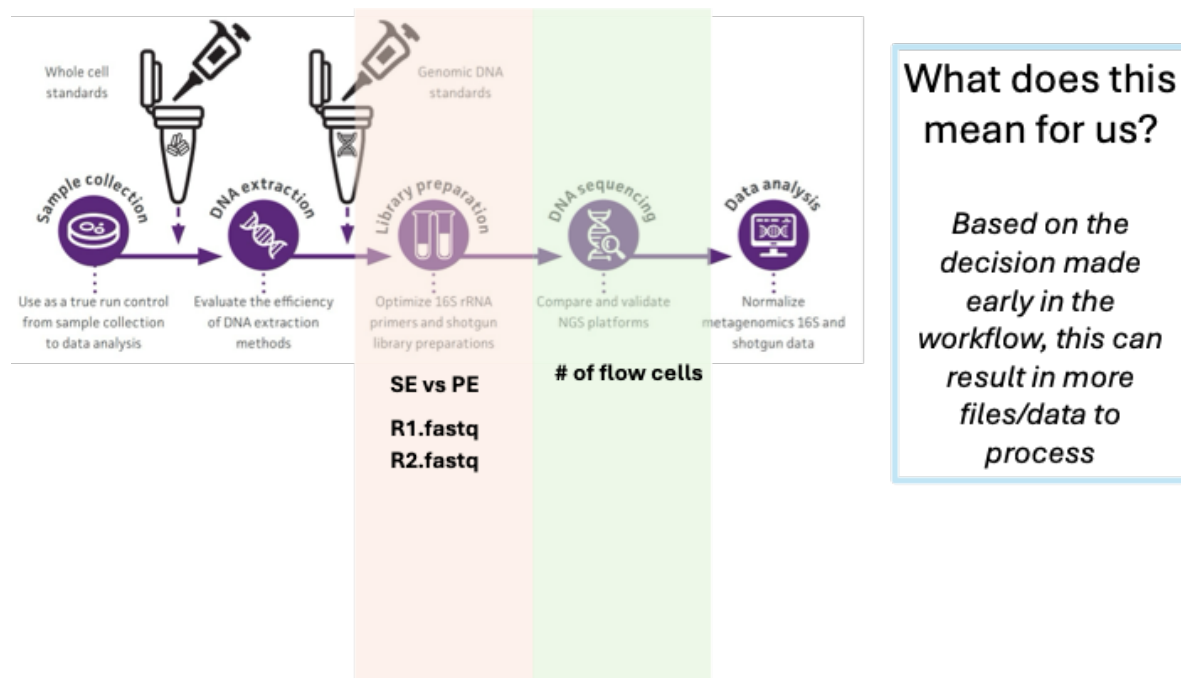 Whole cell
standards
Genomic DNA
standards
Sample collection
DNA extraction
Library preparation
DNA sequencing
Data analysis
Use as a true run control
from sample collection
to data analysis
Evaluate the efficiency
of DNA extraction
methods
Optimize 16S rRNA
primers and shotgun
library preparations
Compare and validate
NGS platforms
Normalize
metagenomics 16S and
shotgun data
SE vs PE
R1.fastq
R2.fastq
# of flow cells
What does this
mean for us?
Based on the
decision made
early in the
workflow, this can
result in more
files/data to
process